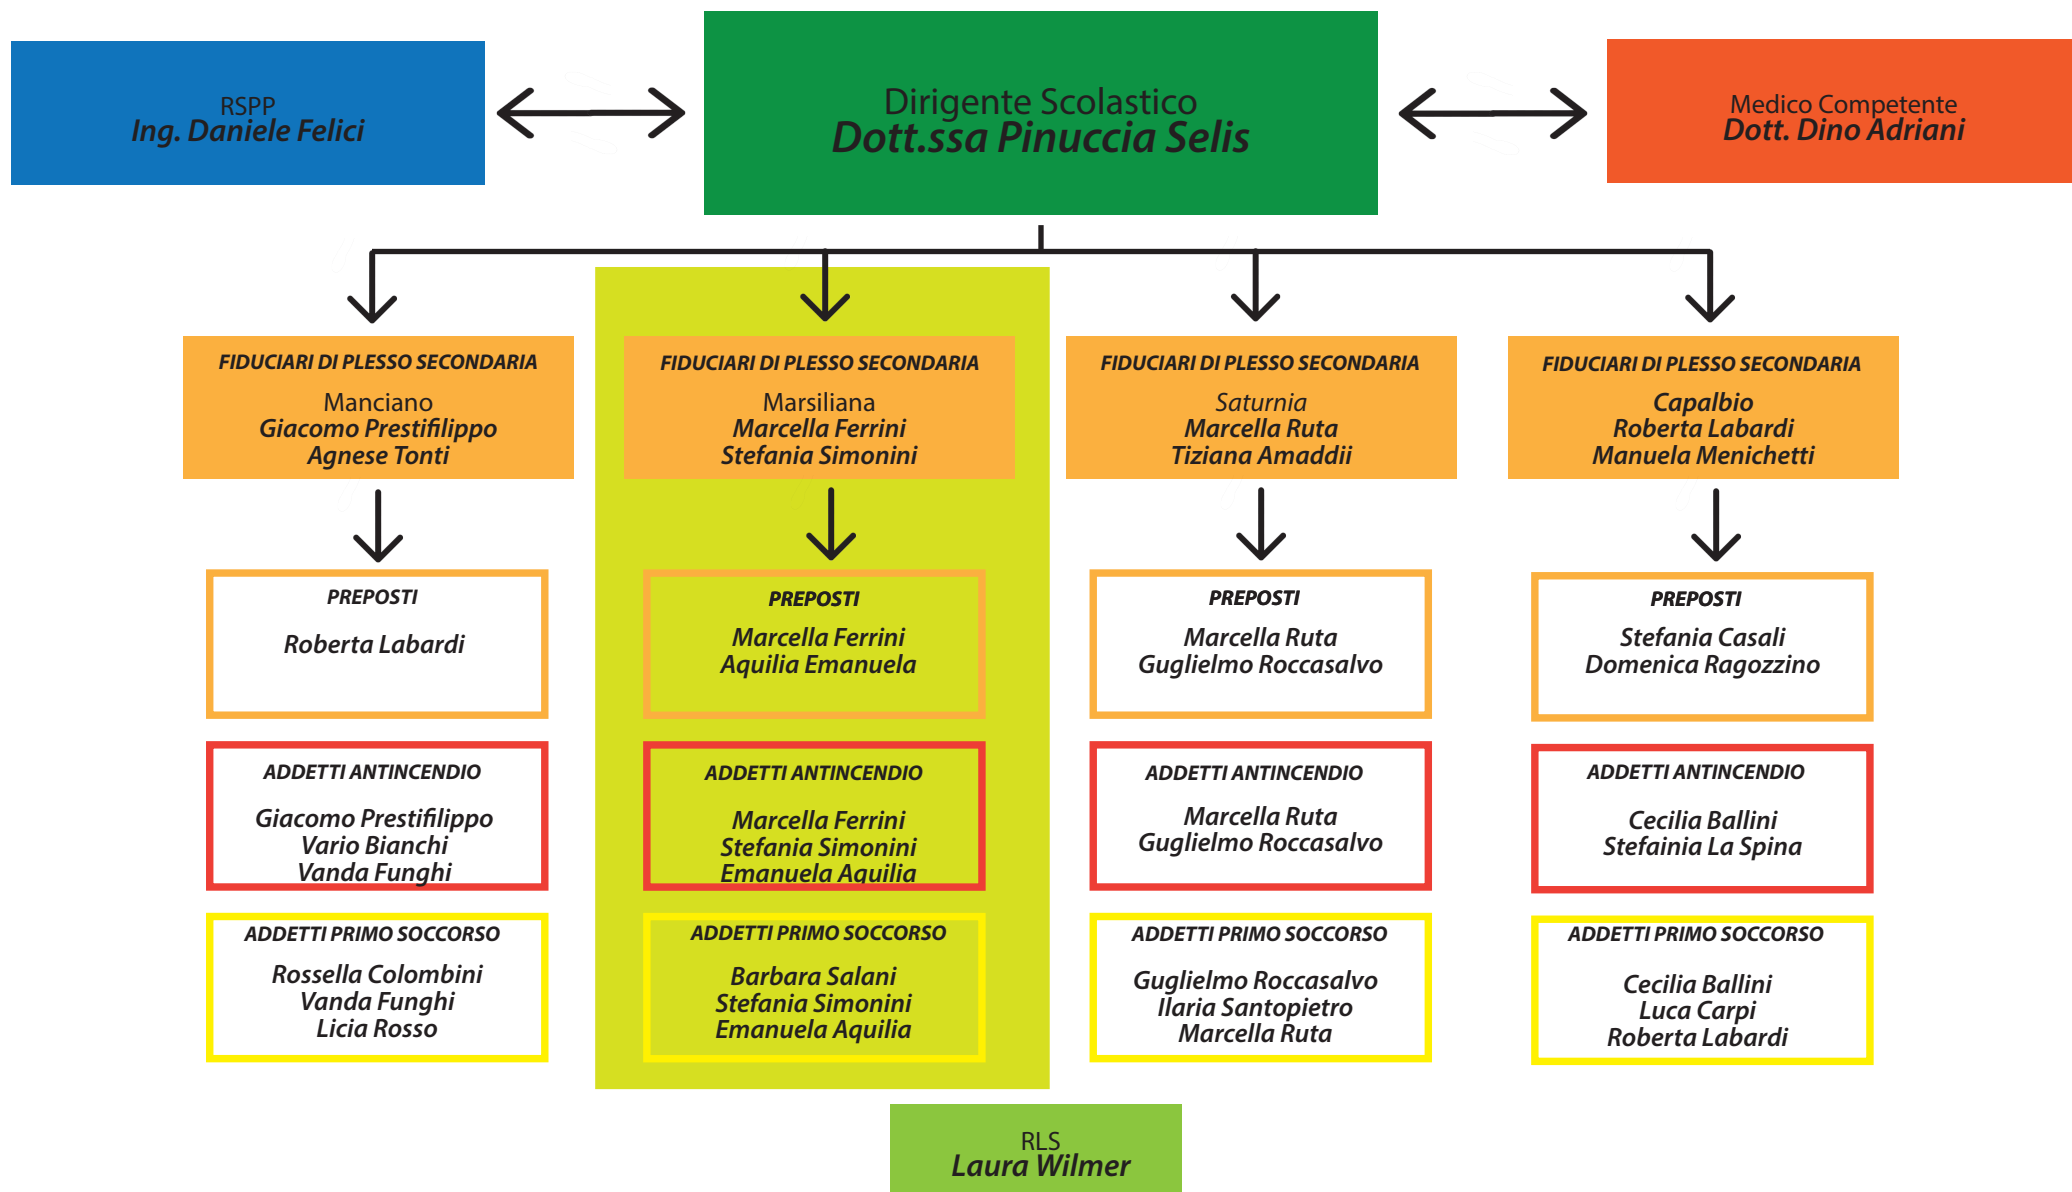 RSPP
Ing. Daniele Felici
Dirigente Scolastico
Dott.ssa Pinuccia Selis
Medico Competente
Dott. Dino Adriani
FIDUCIARI DI PLESSO SECONDARIA
Manciano
Giacomo Prestifilippo
Agnese Tonti
FIDUCIARI DI PLESSO SECONDARIA
Marsiliana
Marcella Ferrini
Stefania Simonini
FIDUCIARI DI PLESSO SECONDARIA
Saturnia
Marcella Ruta
Tiziana Amaddii
FIDUCIARI DI PLESSO SECONDARIA
Capalbio
Roberta Labardi
Manuela Menichetti
PREPOSTI
Roberta Labardi
PREPOSTI
Marcella Ferrini
Aquilia Emanuela
PREPOSTI
Marcella Ruta
Guglielmo Roccasalvo
PREPOSTI
Stefania Casali
Domenica Ragozzino
ADDETTI ANTINCENDIO
Giacomo Prestifilippo
Vario Bianchi
Vanda Funghi
ADDETTI ANTINCENDIO
Marcella Ferrini
Stefania Simonini
Emanuela Aquilia
ADDETTI ANTINCENDIO
Marcella Ruta
Guglielmo Roccasalvo
ADDETTI ANTINCENDIO
Cecilia Ballini
Stefainia La Spina
ADDETTI PRIMO SOCCORSO
Rossella Colombini
Vanda Funghi
Licia Rosso
ADDETTI PRIMO SOCCORSO
Barbara Salani
Stefania Simonini
Emanuela Aquilia
ADDETTI PRIMO SOCCORSO
Guglielmo Roccasalvo
Ilaria Santopietro
Marcella Ruta
ADDETTI PRIMO SOCCORSO
Cecilia Ballini
Luca Carpi
Roberta Labardi
RLS
Laura Wilmer